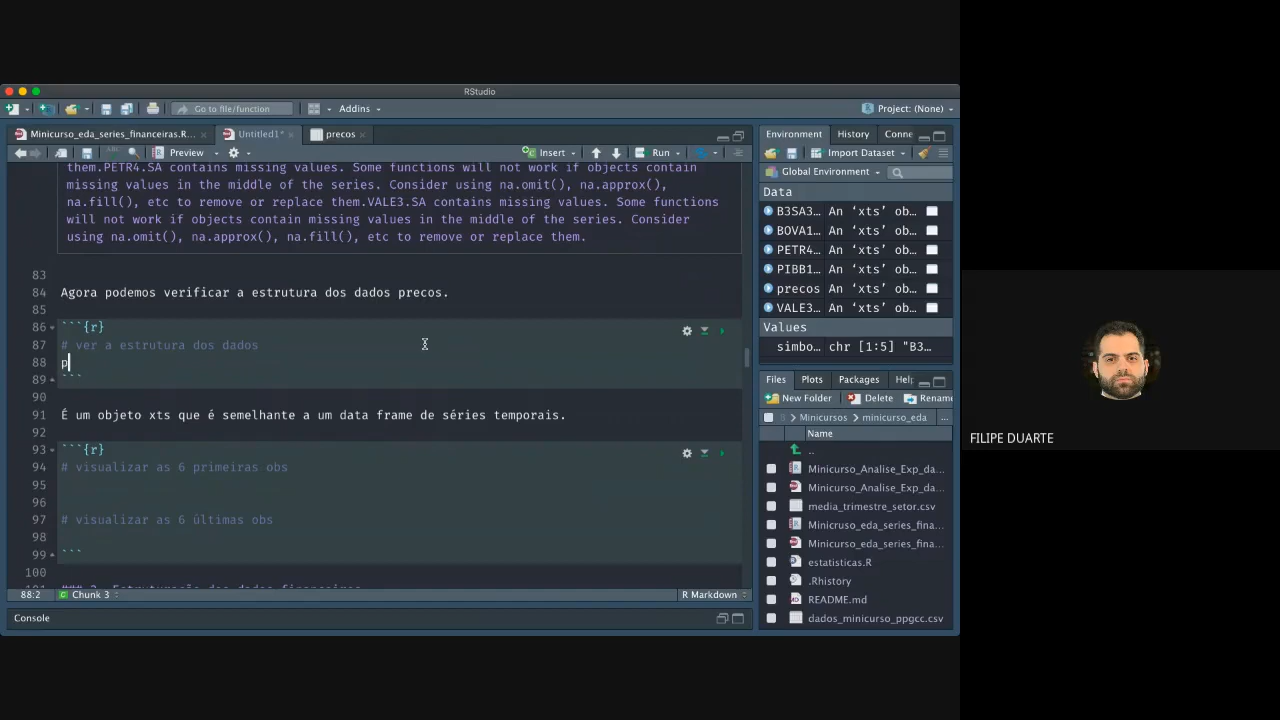 RStudio
Go to file/function
Addins
Project: (None)
Minicurso_eda_series_financeiras.R...
Untitled1*
precos
Preview
Insert
Run
them.PETR4.SA contains missing values. Some functions will not work if objects contain
missing values in the middle of the series. Consider using na.omit(), na.approx(),
na.fill(), etc to remove or replace them.VALE3.SA contains missing values. Some functions
will not work if objects contain missing values in the middle of the series. Consider
using na.omit(), na.approx(), na.fill(), etc to remove or replace them.
83
84 Agora podemos verificar a estrutura dos dados precos.
85
86 ```{r}
87 # ver a estrutura dos dados
88 p
89 ```
90
91 É um objeto xts que é semelhante a um data frame de séries temporais.
92
93 ```{r}
94 # visualizar as 6 primeiras obs
95
96
97 # visualizar as 6 últimas obs
98
99 ```
100
88:2
Chunk 3
R Markdown
Console
Environment
History
Conne
Import Dataset
Global Environment
Data
B3SA3... An ‘xts’ ob...
BOVA1... An ‘xts’ ob...
PETR4... An ‘xts’ ob...
PIBB1... An ‘xts’ ob...
precos An ‘xts’ ob...
VALE3... An ‘xts’ ob...
Values
simbo... chr [1:5] "B3...
Files
Plots
Packages
Help
New Folder
Delete
Rename
Minicursos
minicurso_eda
...
Name
..
Minicurso_Analise_Exp_da...
Minicurso_Analise_Exp_da...
media_trimestre_setor.csv
Minicruso_eda_series_fina...
Minicurso_eda_series_fina...
estatisticas.R
.Rhistory
README.md
dados_minicurso_ppgcc.csv
FILIPE DUARTE